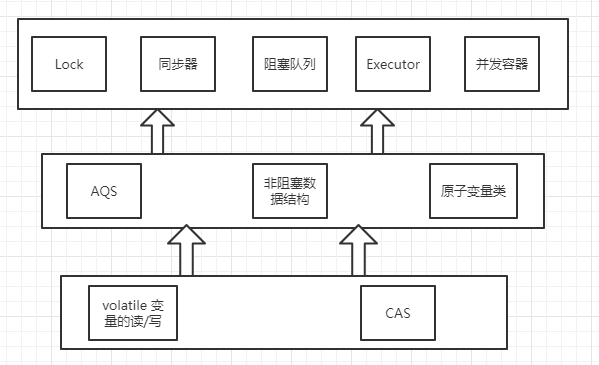 Lock
同步器
阻塞队列
Executor
并发容器
AQS
非阻塞数
据结构
原子变量类
volatile 变
量的读/写
CAS